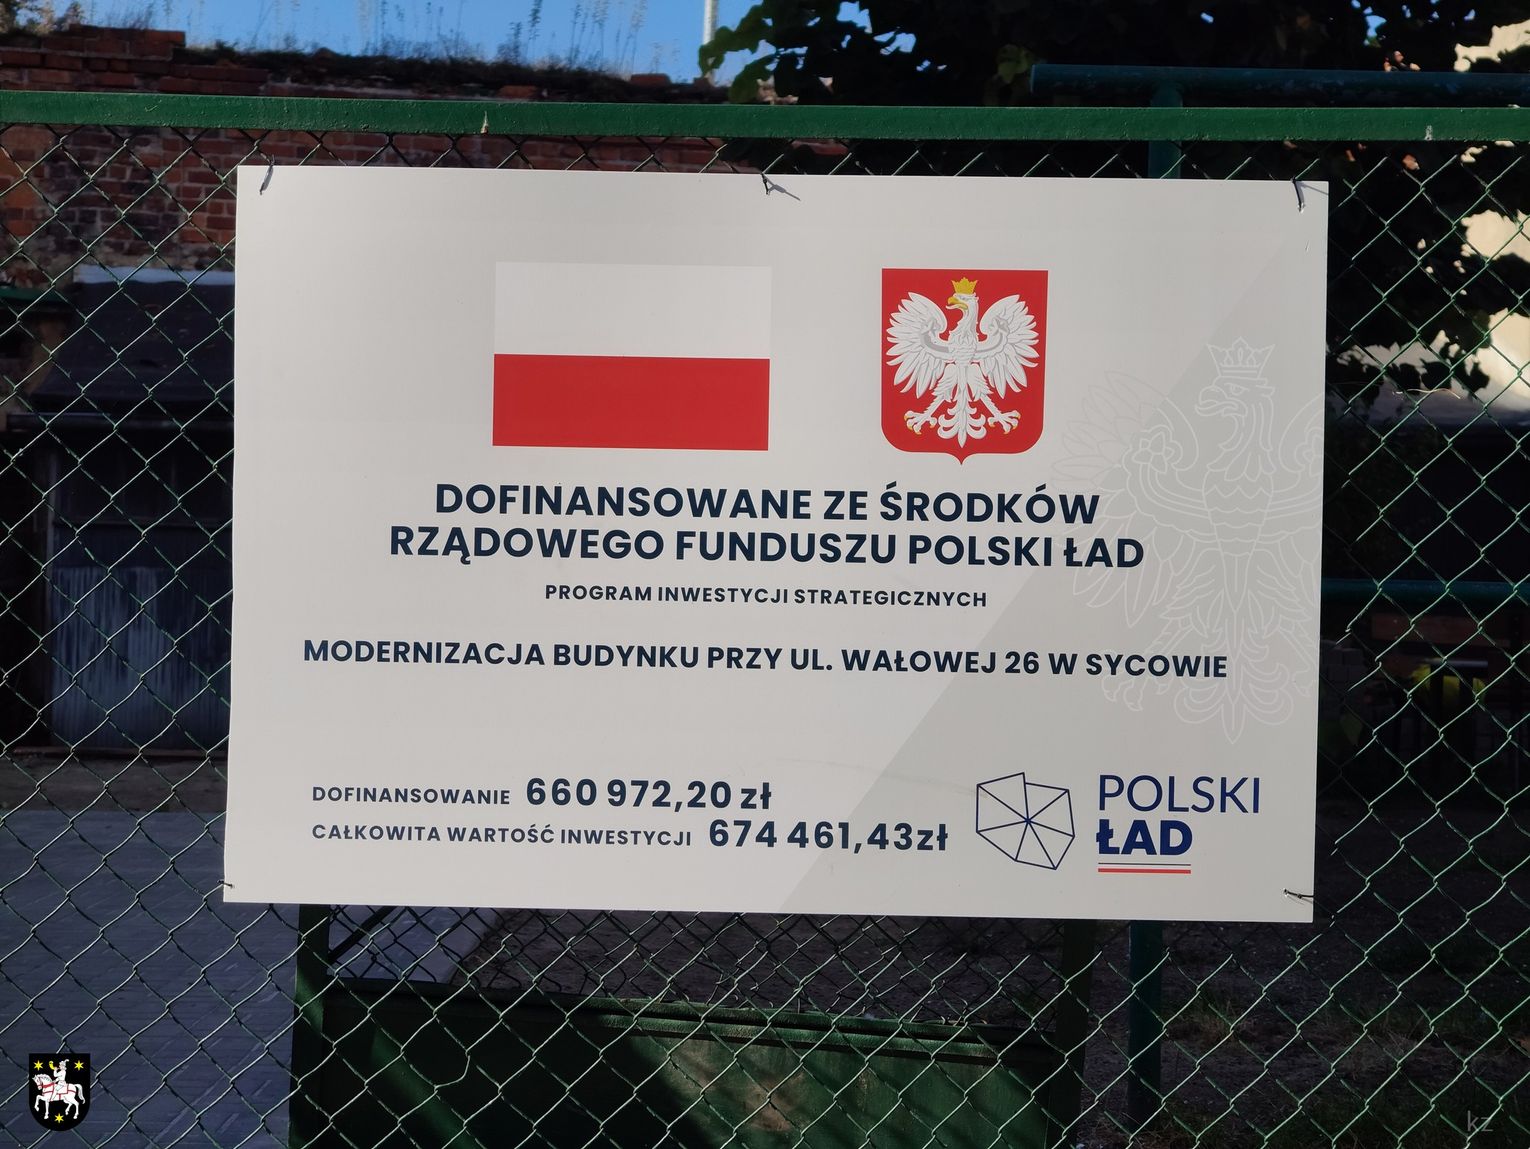 DOFINANSOWANE ZE ŚRODKÓW
RZĄDOWEGO FUNDUSZU POLSKI ŁAD
PROGRAM INWESTYCJI STRATEGICZNYCH
MODERNIZACJA BUDYNKU PRZY UL. WAŁOWEJ 26 W SYCOWIE
DOFINANSOWANIE 660 972,20 zł
CAŁKOWITA WARTOŚĆ INWESTYCJI 674 461,43zł
POLSKI
ŁAD
kz